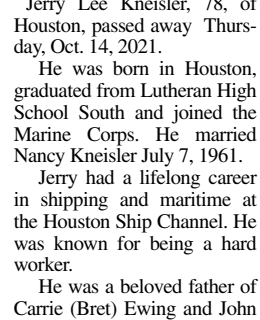 Jerry Lee Kneisler, 78, of
Houston, passed away Thurs-
day, Oct. 14, 2021.
He was born in Houston,
graduated from Lutheran High
School South and joined the
Marine Corps. He married
Nancy Kneisler July 7, 1961.
Jerry had a lifelong career
in shipping and maritime at
the Houston Ship Channel. He
was known for being a hard
worker.
He was a beloved father of
Carrie (Bret) Ewing and John